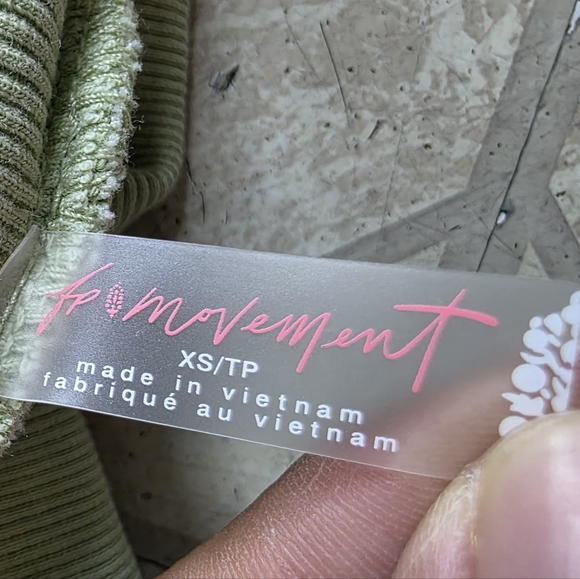 fp movement
XS/TP
made in vietnam
fabriqué au vietnam